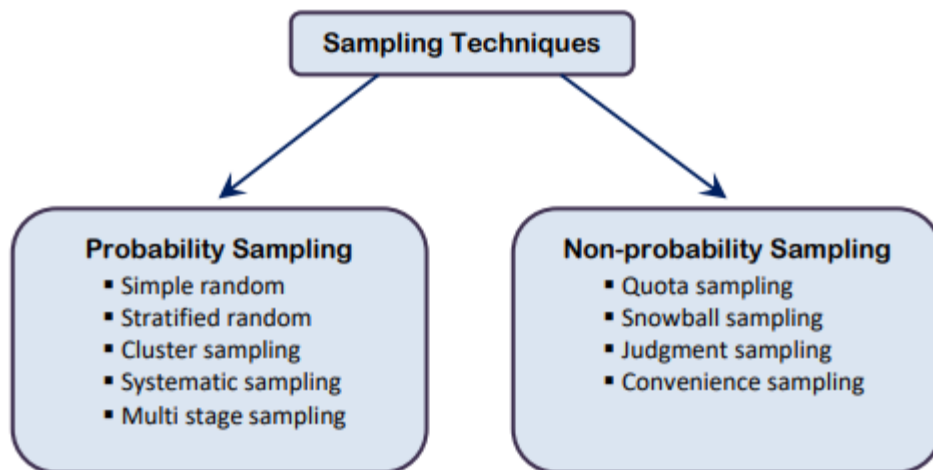 Sampling Techniques
Probability Sampling
▪ Simple random
▪ Stratified random
▪ Cluster sampling
▪ Systematic sampling
▪ Multi stage sampling
Non-probability Sampling
▪ Quota sampling
▪ Snowball sampling
▪ Judgment sampling
▪ Convenience sampling